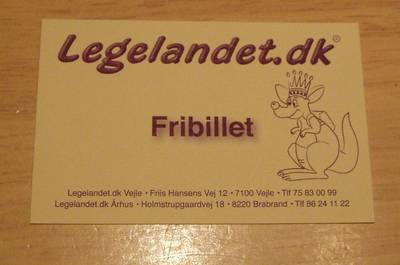 Legelandet.dk®
Fribillet
Legelandet.dk Vejle • Friis Hansens Vej 12 • 7100 Vejle • Tlf 75 83 00 99
Legelandet.dk Århus • Holmstrupgaardvej 18 • 8220 Brabrand • Tlf 86 24 11 22